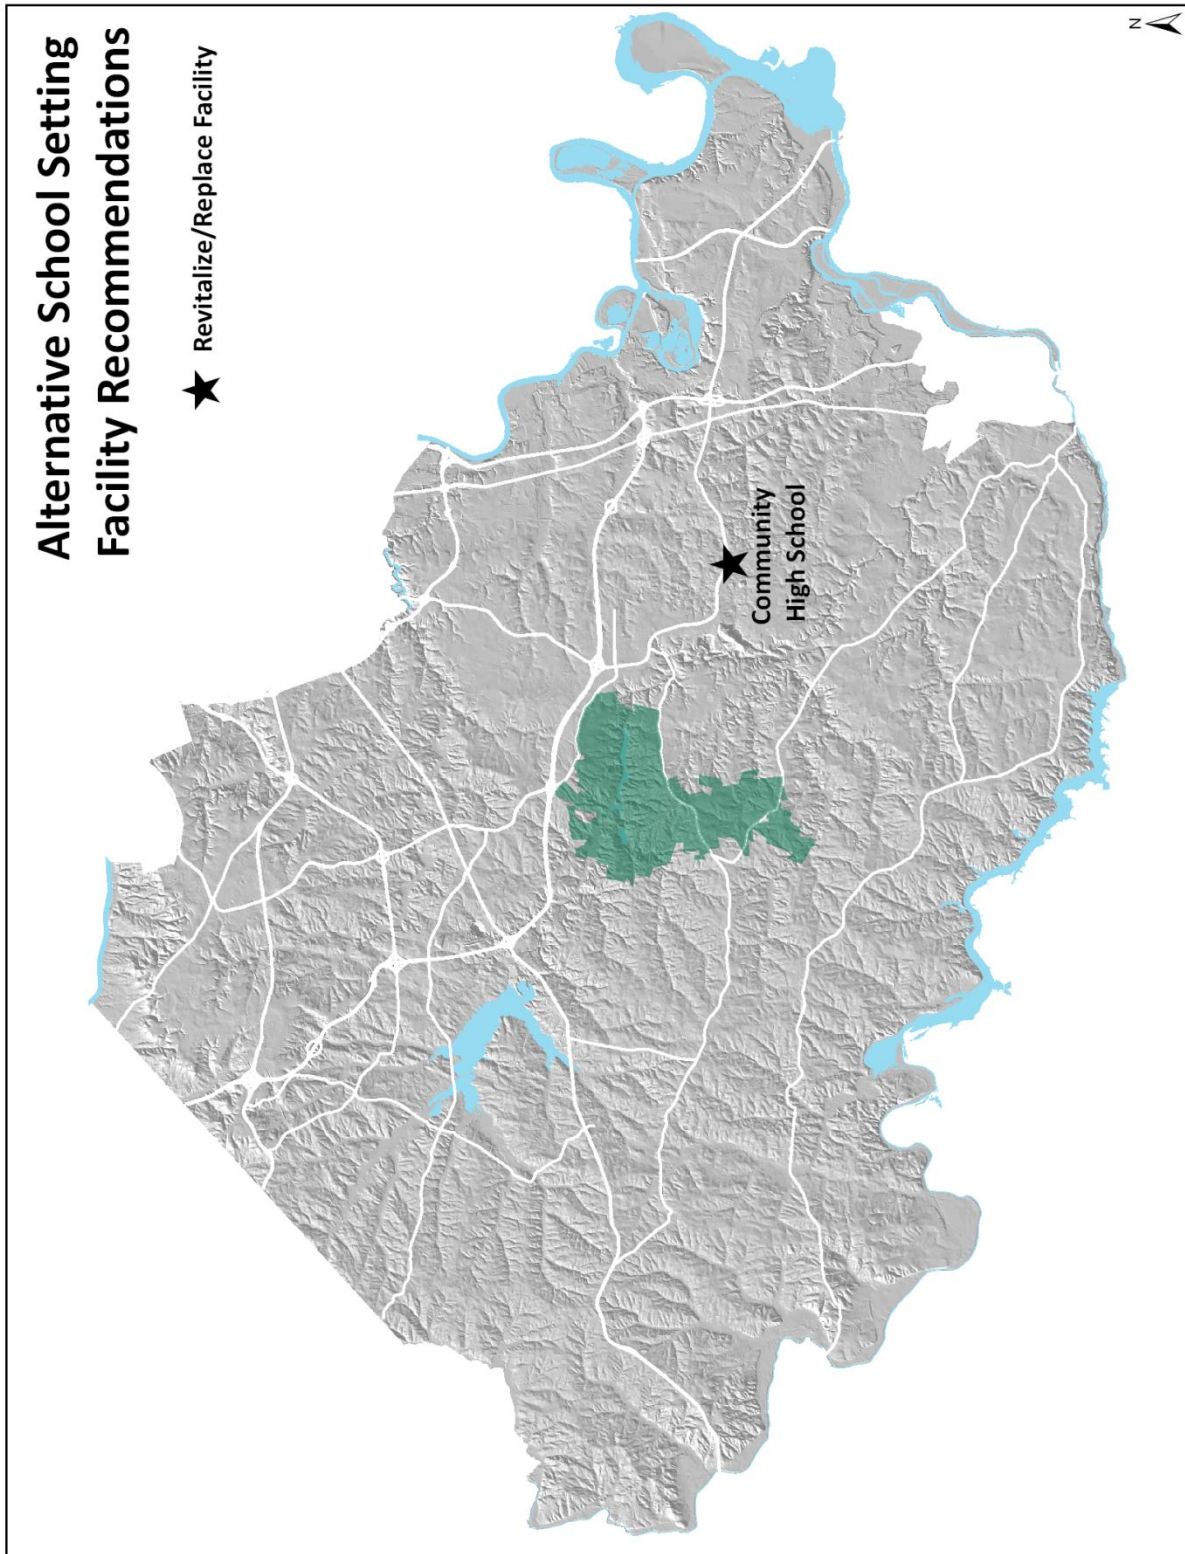 Alternative School Setting
Facility Recommendations
Revitalize/Replace Facility
Community
High School
N